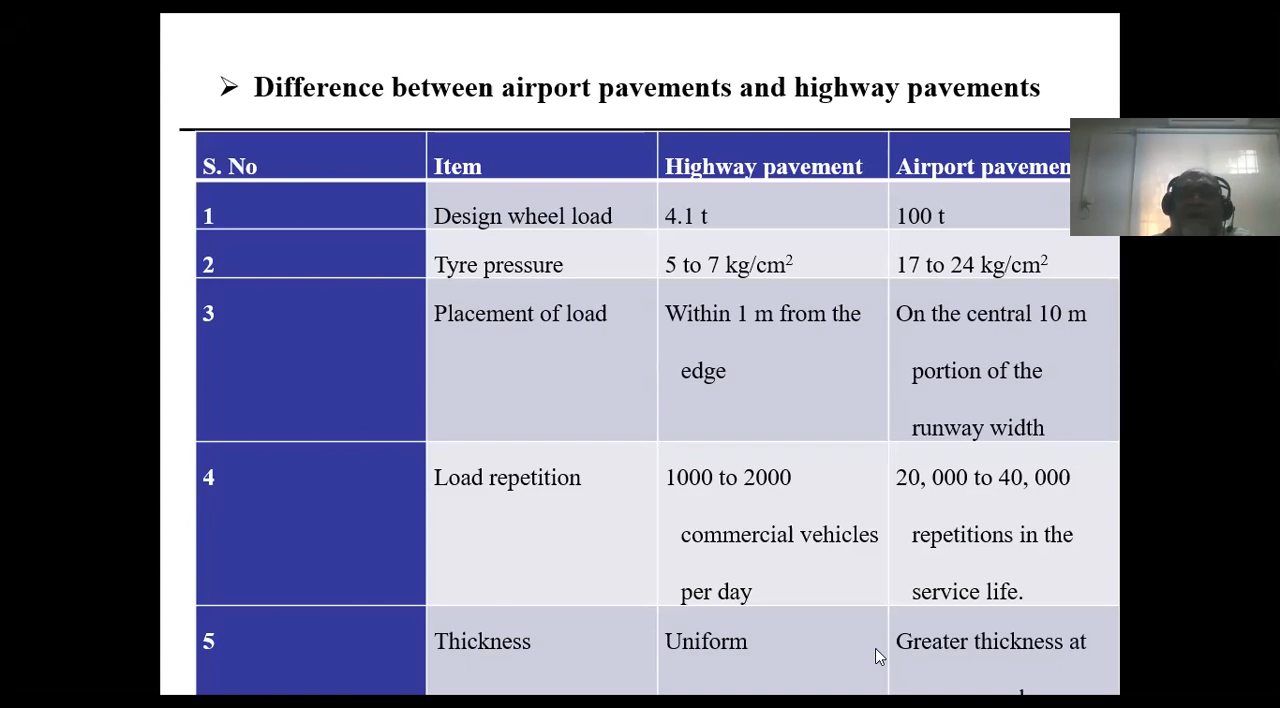 Difference between airport pavements and highway pavements
S. No Item Highway pavement Airport pavemen
1 Design wheel load 4.1 t 100 t
2 Tyre pressure 5 to 7 kg/cm² 17 to 24 kg/cm²
3 Placement of load Within 1 m from the On the central 10 m
edge portion of the
runway width
4 Load repetition 1000 to 2000 20, 000 to 40, 000
commercial vehicles repetitions in the
per day service life.
5 Thickness Uniform Greater thickness at